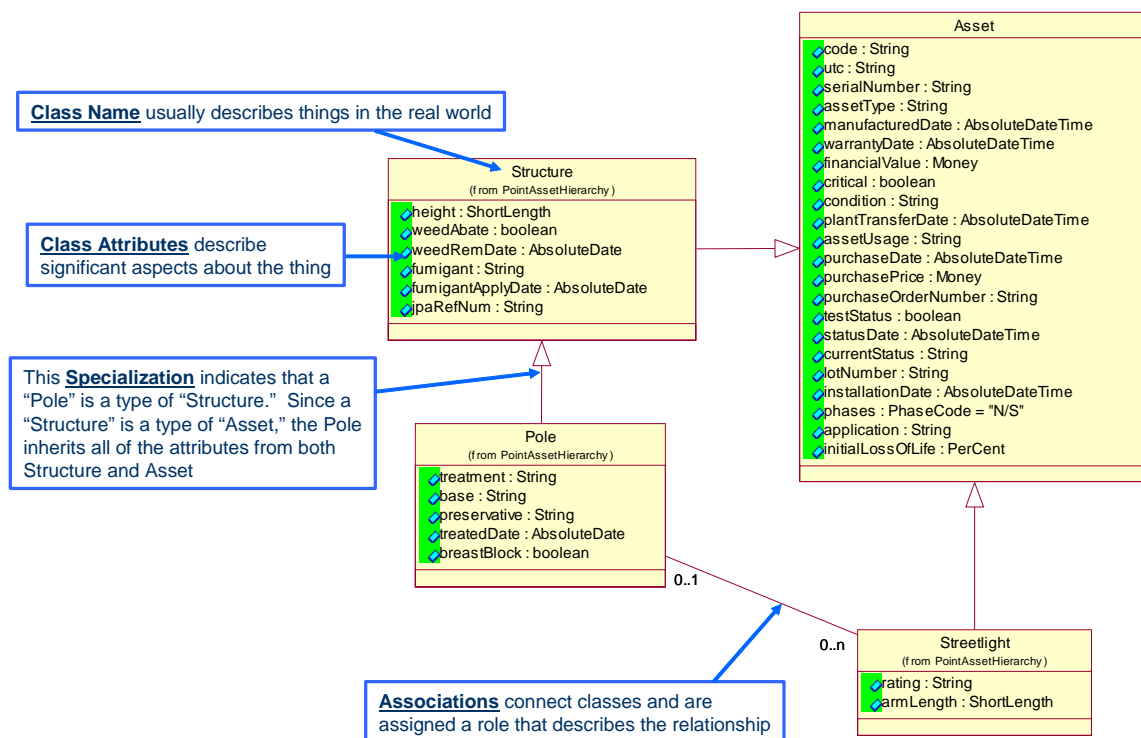 Asset
code : String
utc : String
serialNumber : String
assetType : String
manufacturedDate : AbsoluteDateTime
warrantyDate : AbsoluteDateTime
financialValue : Money
critical : boolean
condition : String
plantTransferDate : AbsoluteDateTime
assetUsage : String
purchaseDate : AbsoluteDateTime
purchasePrice : Money
purchaseOrderNumber : String
testStatus : boolean
statusDate : AbsoluteDateTime
currentStatus : String
lotNumber : String
installationDate : AbsoluteDateTime
phases : PhaseCode = "N/S"
application : String
initialLossOfLife : PerCent
Class Name usually describes things in the real world
Structure
(from PointAssetHierarchy)
height : ShortLength
weedAbate : boolean
weedRemDate : AbsoluteDate
fumigant : String
fumigantApplyDate : AbsoluteDate
jpaRefNum : String
Class Attributes describe
significant aspects about the thing
This Specialization indicates that a
“Pole” is a type of “Structure.” Since a
“Structure” is a type of “Asset,” the Pole
inherits all of the attributes from both
Structure and Asset
Pole
(from PointAssetHierarchy)
treatment : String
base : String
preservative : String
treatedDate : AbsoluteDate
breastBlock : boolean
0..1
0..n
Streetlight
(from PointAssetHierarchy)
rating : String
armLength : ShortLength
Associations connect classes and are
assigned a role that describes the relationship